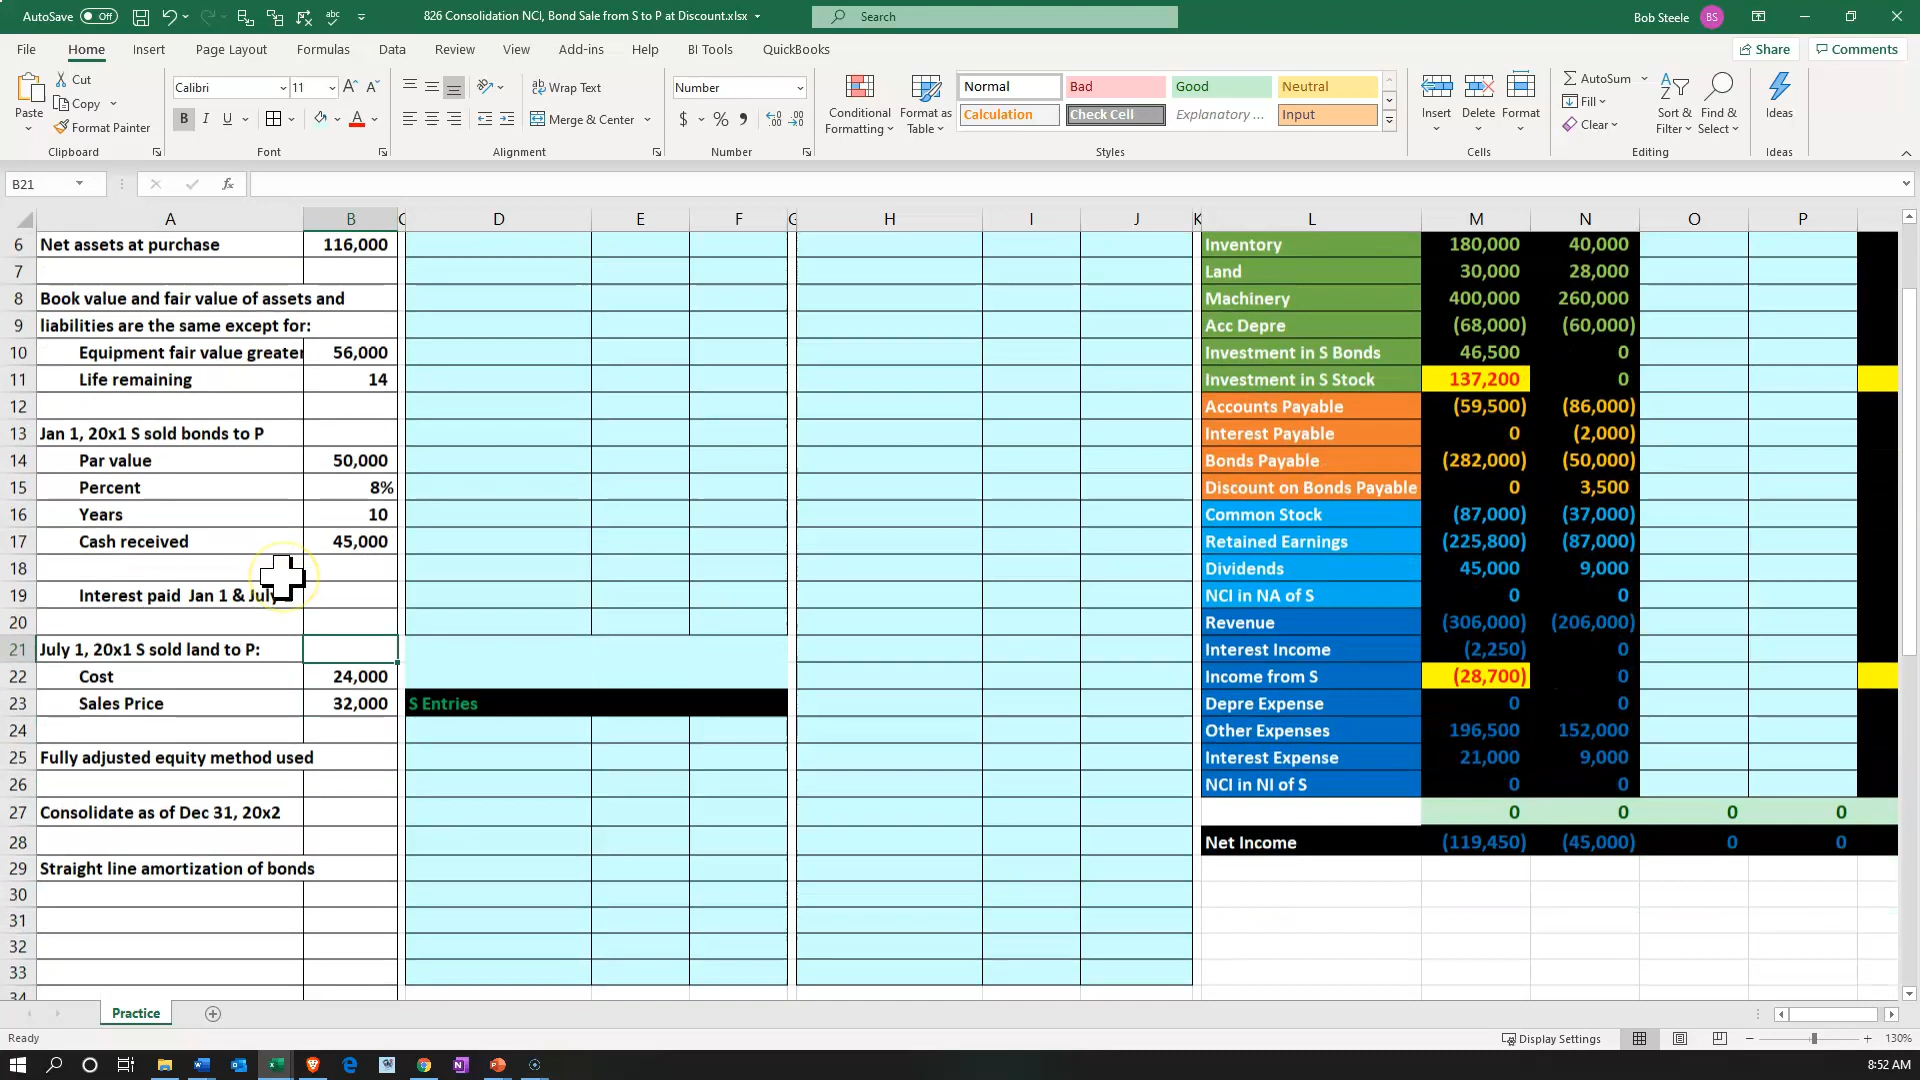 AutoSave Off 826 Consolidation NCI, Bond Sale from S to P at Discount.xlsx Search Bob Steele BS
File Home Insert Page Layout Formulas Data Review View Add-ins Help BI Tools QuickBooks Share Comments
Paste Cut Copy Format Painter
Calibri 11 B I U A
Wrap Text Merge & Center
Number $ % ,
Conditional Formatting Format as Table
Normal Bad Good Neutral
Calculation Check Cell Explanatory ... Input
Insert Delete Format
AutoSum Fill Clear Sort & Filter Find & Select Ideas
Clipboard Font Alignment Number Styles Cells Editing Ideas
B21 fx
A B C D E F G H I J K L M N O P
6 Net assets at purchase 116,000 Inventory 180,000 40,000
7 Land 30,000 28,000
8 Book value and fair value of assets and Machinery 400,000 260,000
9 liabilities are the same except for: Acc Depre (68,000) (60,000)
10 Equipment fair value greater 56,000 Investment in S Bonds 46,500 0
11 Life remaining 14 Investment in S Stock 137,200 0
12 Accounts Payable (59,500) (86,000)
13 Jan 1, 20x1 S sold bonds to P Interest Payable 0 (2,000)
14 Par value 50,000 Bonds Payable (282,000) (50,000)
15 Percent 8% Discount on Bonds Payable 0 3,500
16 Years 10 Common Stock (87,000) (37,000)
17 Cash received 45,000 Retained Earnings (225,800) (87,000)
18 Dividends 45,000 9,000
19 Interest paid Jan 1 & July NCI in NA of S 0 0
20 Revenue (306,000) (206,000)
21 July 1, 20x1 S sold land to P: Interest Income (2,250) 0
22 Cost 24,000 Income from S (28,700) 0
23 Sales Price 32,000 S Entries Depre Expense 0 0
24 Other Expenses 196,500 152,000
25 Fully adjusted equity method used Interest Expense 21,000 9,000
26 NCI in NI of S 0 0
27 Consolidate as of Dec 31, 20x2 0 0 0 0
28 Net Income (119,450) (45,000) 0 0
29 Straight line amortization of bonds
30
31
32
33
34
Practice
Ready Display Settings 130%
8:52 AM